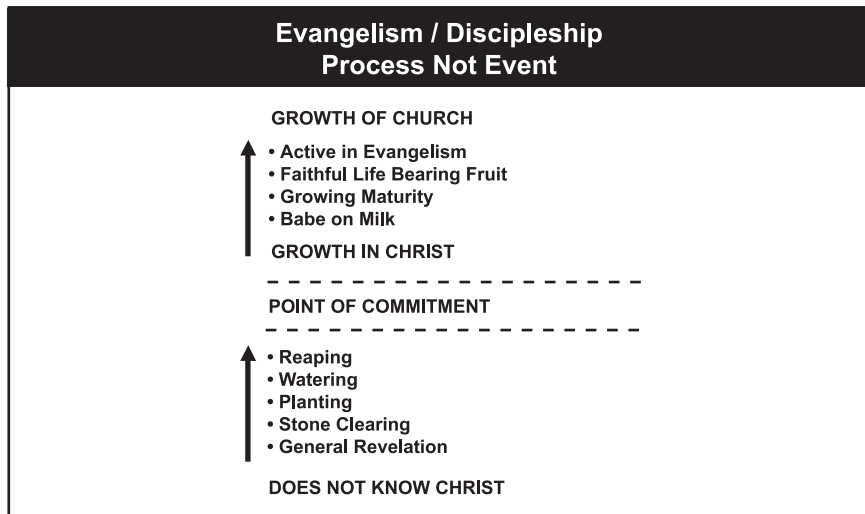 Evangelism / Discipleship
Process Not Event
GROWTH OF CHURCH
• Active in Evangelism
• Faithful Life Bearing Fruit
• Growing Maturity
• Babe on Milk
GROWTH IN CHRIST
POINT OF COMMITMENT
• Reaping
• Watering
• Planting
• Stone Clearing
• General Revelation
DOES NOT KNOW CHRIST